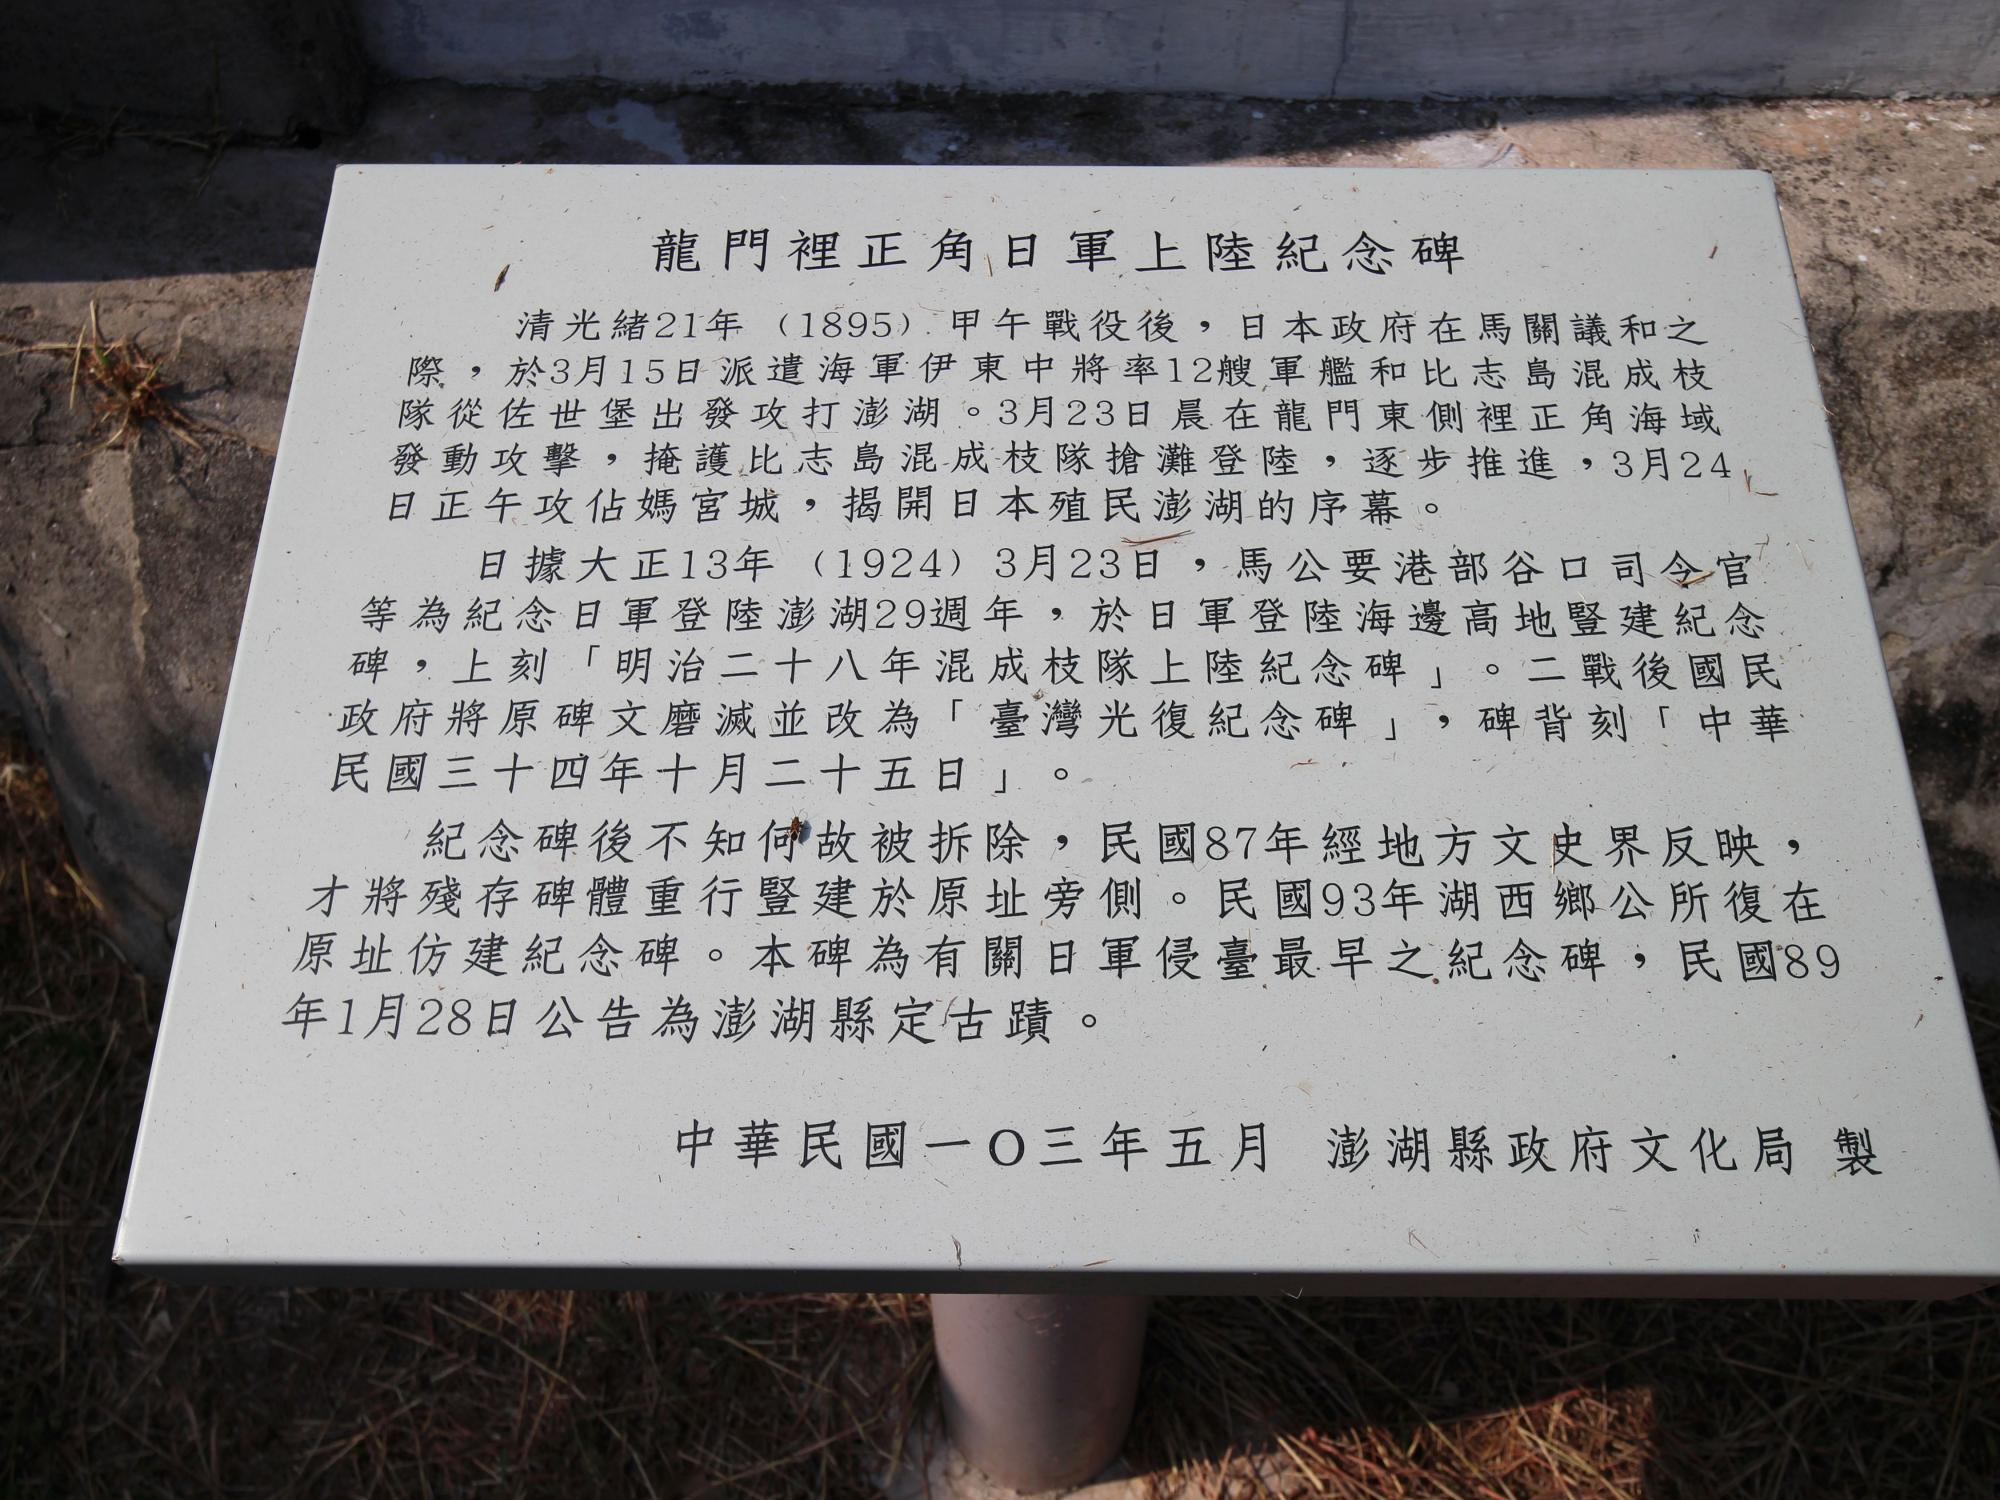 龍門裡正角日軍上陸紀念碑
清光緒21年（1895）甲午戰役後，日本政府在馬關議和之
際，於3月15日派遣海軍伊東中將率12艘軍艦和比志島混成枝
隊從佐世堡出發攻打澎湖。3月23日晨在龍門東側裡正角海域
發動攻擊，掩護比志島混成枝隊搶灘登陸，逐步推進，3月24
日正午攻佔媽宮城，揭開日本殖民澎湖的序幕。
日據大正13年（1924）3月23日，馬公要港部谷口司令官
等為紀念日軍登陸澎湖29週年，於日軍登陸海邊高地豎建紀念
碑，上刻「明治二十八年混成枝隊上陸紀念碑」。二戰後國民
政府將原碑文磨滅並改為「臺灣光復紀念碑」，碑背刻「中華
民國三十四年十月二十五日」。
紀念碑後不知何故被拆除，民國87年經地方文史界反映，
才將殘存碑體重行豎建於原址旁側。民國93年湖西鄉公所復在
原址仿建紀念碑。本碑為有關日軍侵臺最早之紀念碑，民國89
年1月28日公告為澎湖縣定古蹟。
中華民國一O三年五月 澎湖縣政府文化局 製